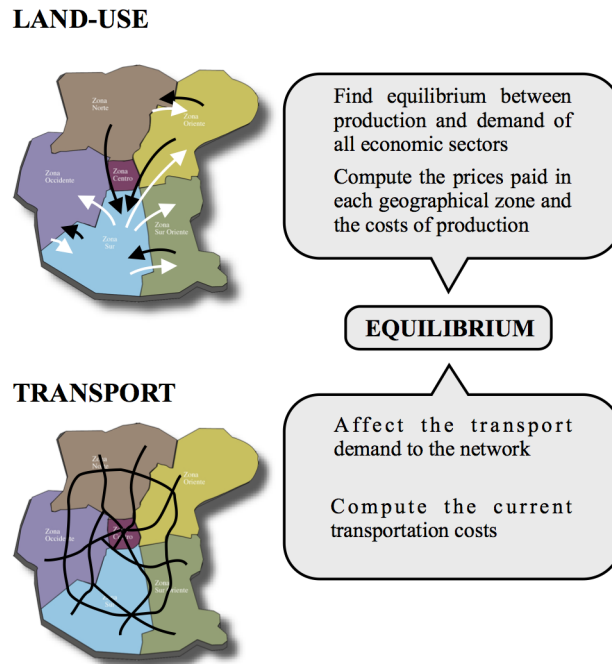 LAND-USE
Zona
Norte
Zona
Oriente
Zona
Occidente
Zona
Centro
Zona
Sur
Zona
Sur Oriente
Find equilibrium between
production and demand of
all economic sectors
Compute the prices paid in
each geographical zone and
the costs of production
EQUILIBRIUM
TRANSPORT
Zona
Norte
Zona
Oriente
Zona
Occidente
Centro
Zona
Sur Oriente
Affect the transport
demand to the network
Compute the current
transportation costs